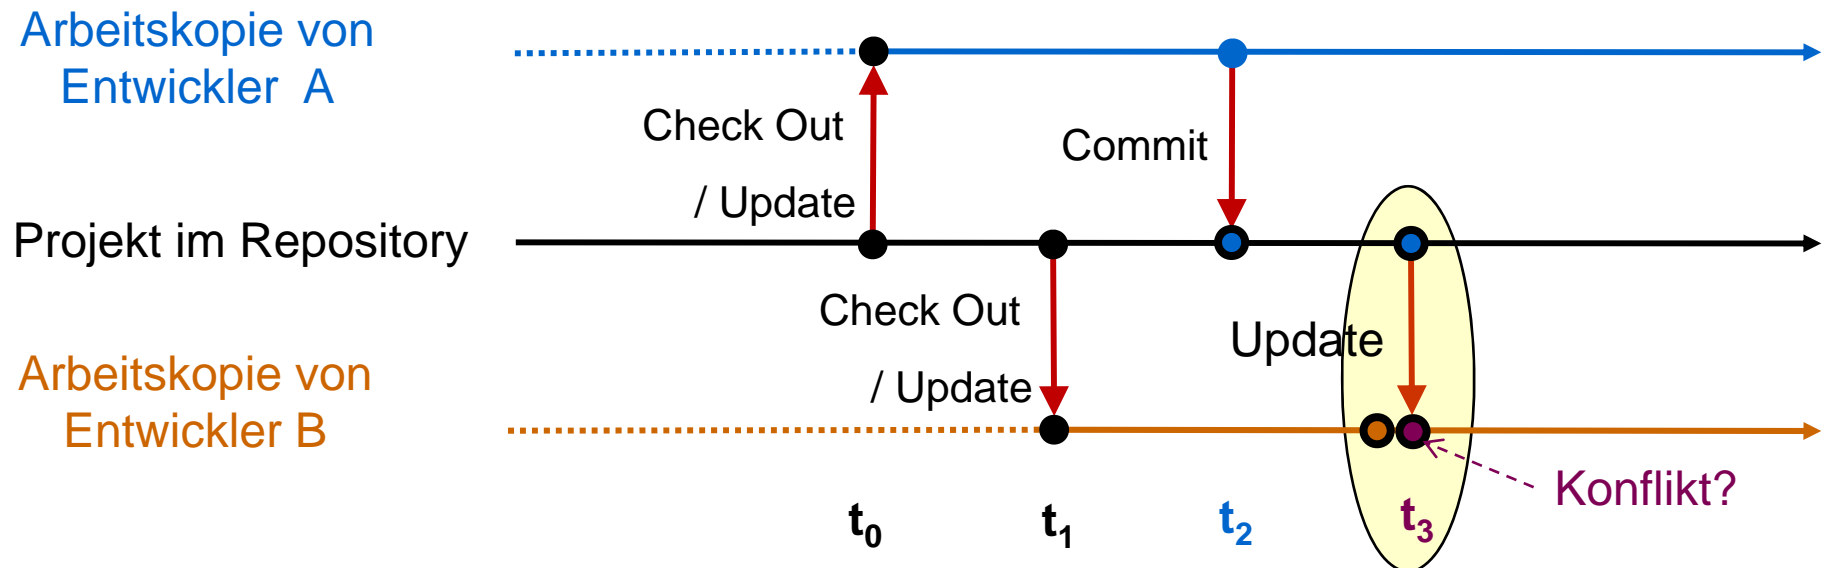 Arbeitskopie von
Entwickler A
Check Out
/ Update
Commit
Projekt im Repository
Check Out
/ Update
Update
Arbeitskopie von
Entwickler B
Konflikt?
t0
t1
t2
t3